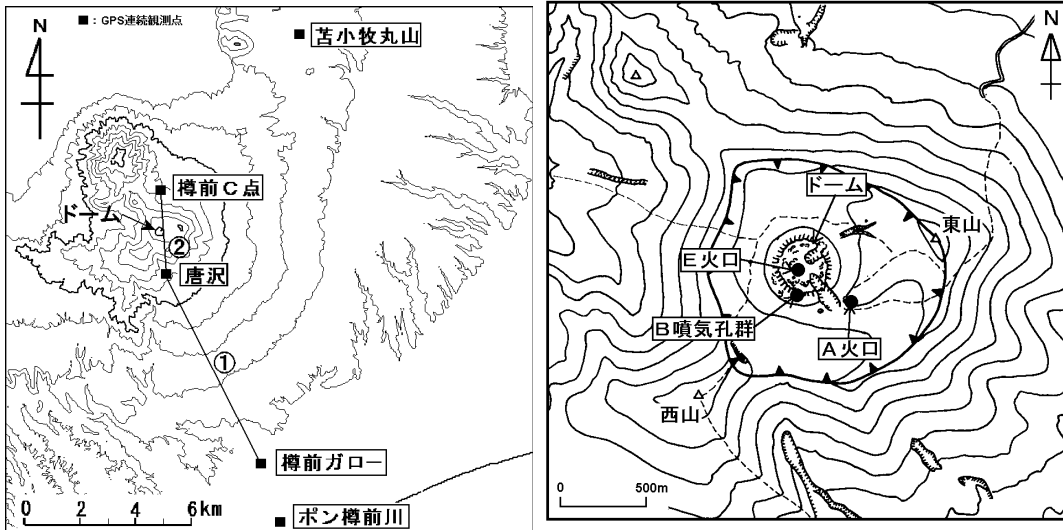 N
■：GPS連続観測点
苫小牧丸山
樽前C点
ドーム
②
唐沢
①
樽前ガロー
ポン樽前川
0 2 4 6km
N
ドーム
東山
E火口
B噴気孔群
A火口
西山
0 500m